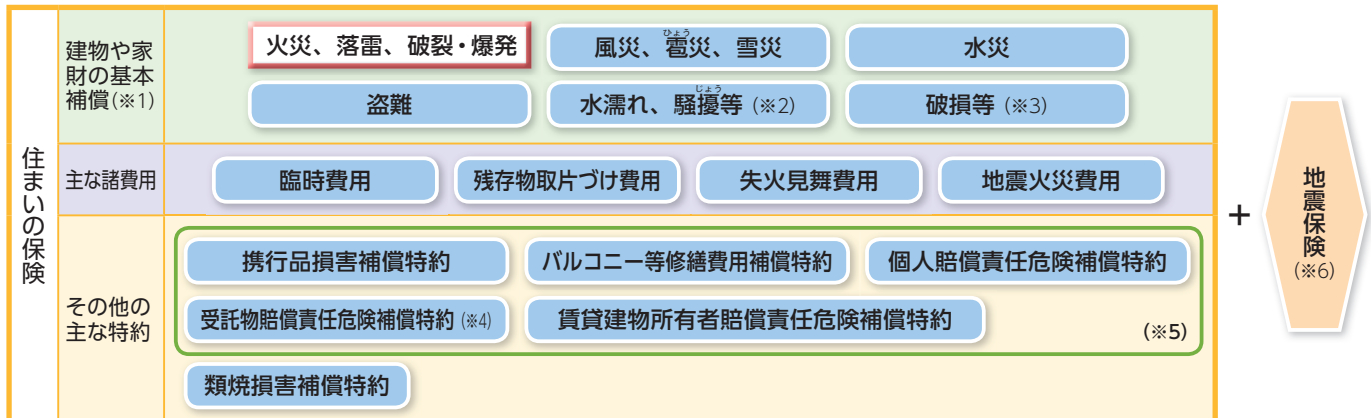 住まいの保険
建物や家
財の基本
補償(※1)
火災、落雷、破裂・爆発
風災、雹災、雪災
ひょう
水災
盗難
水濡れ、騒擾等(※2)
じょう
破損等(※3)
主な諸費用
臨時費用
残存物取片づけ費用
失火見舞費用
地震火災費用
その他の
主な特約
携行品損害補償特約
バルコニー等修繕費用補償特約
個人賠償責任危険補償特約
受託物賠償責任危険補償特約(※4)
賃貸建物所有者賠償責任危険補償特約
(※5)
類焼損害補償特約
+
地震保険
(※6)